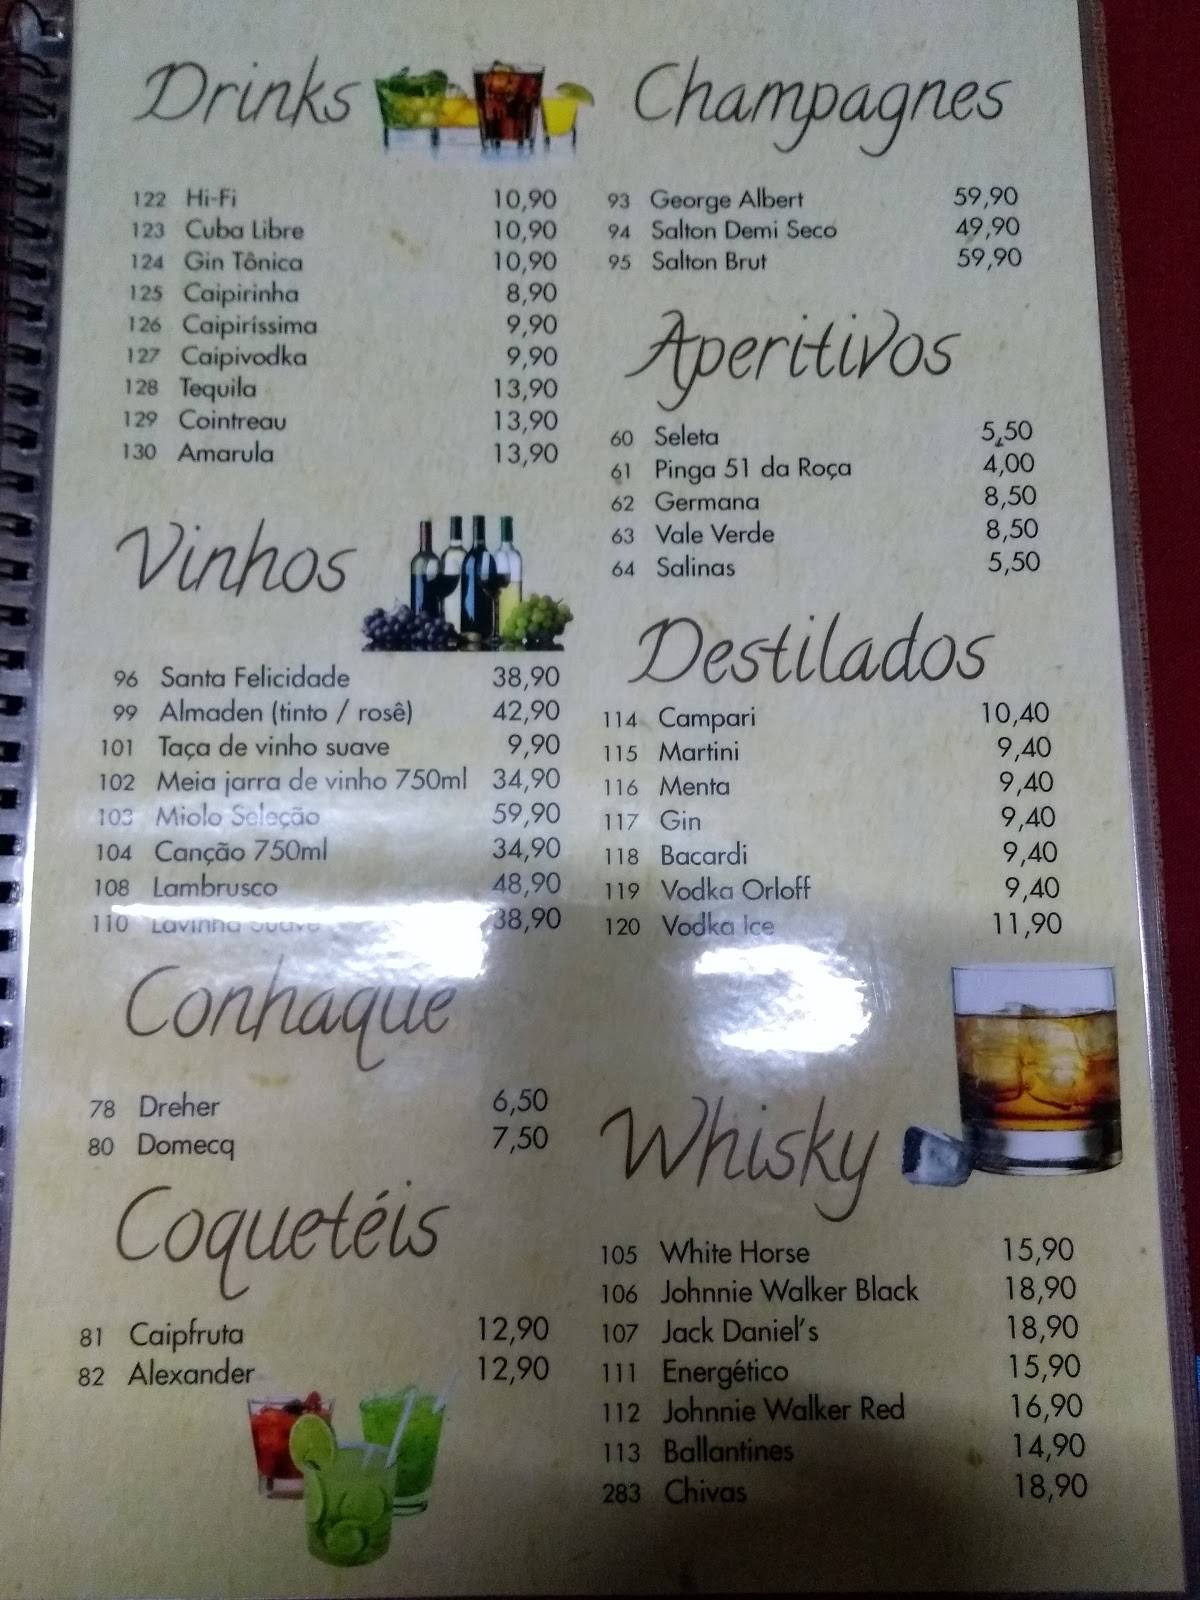 Drinks
122 Hi-Fi 10,90
123 Cuba Libre 10,90
124 Gin Tônica 10,90
125 Caipirinha 8,90
126 Caipiríssima 9,90
127 Caipivodka 9,90
128 Tequila 13,90
129 Cointreau 13,90
130 Amarula 13,90
Vinhos
96 Santa Felicidade 38,90
99 Almaden (tinto / rosê) 42,90
101 Taça de vinho suave 9,90
102 Meia jarra de vinho 750ml 34,90
103 Miolo Seleção 59,90
104 Canção 750ml 34,90
108 Lambrusco 48,90
110 Lavinha Suave 38,90
Conhaque
78 Dreher 6,50
80 Domecq 7,50
Coquetéis
81 Caipfruta 12,90
82 Alexander 12,90
Champagnes
93 George Albert 59,90
94 Salton Demi Seco 49,90
95 Salton Brut 59,90
Aperitivos
60 Seleta 5,50
61 Pinga 51 da Roça 4,00
62 Germana 8,50
63 Vale Verde 8,50
64 Salinas 5,50
Destilados
114 Campari 10,40
115 Martini 9,40
116 Menta 9,40
117 Gin 9,40
118 Bacardi 9,40
119 Vodka Orloff 9,40
120 Vodka Ice 11,90
Whisky
105 White Horse 15,90
106 Johnnie Walker Black 18,90
107 Jack Daniel's 18,90
111 Energético 15,90
112 Johnnie Walker Red 16,90
113 Ballantines 14,90
283 Chivas 18,90